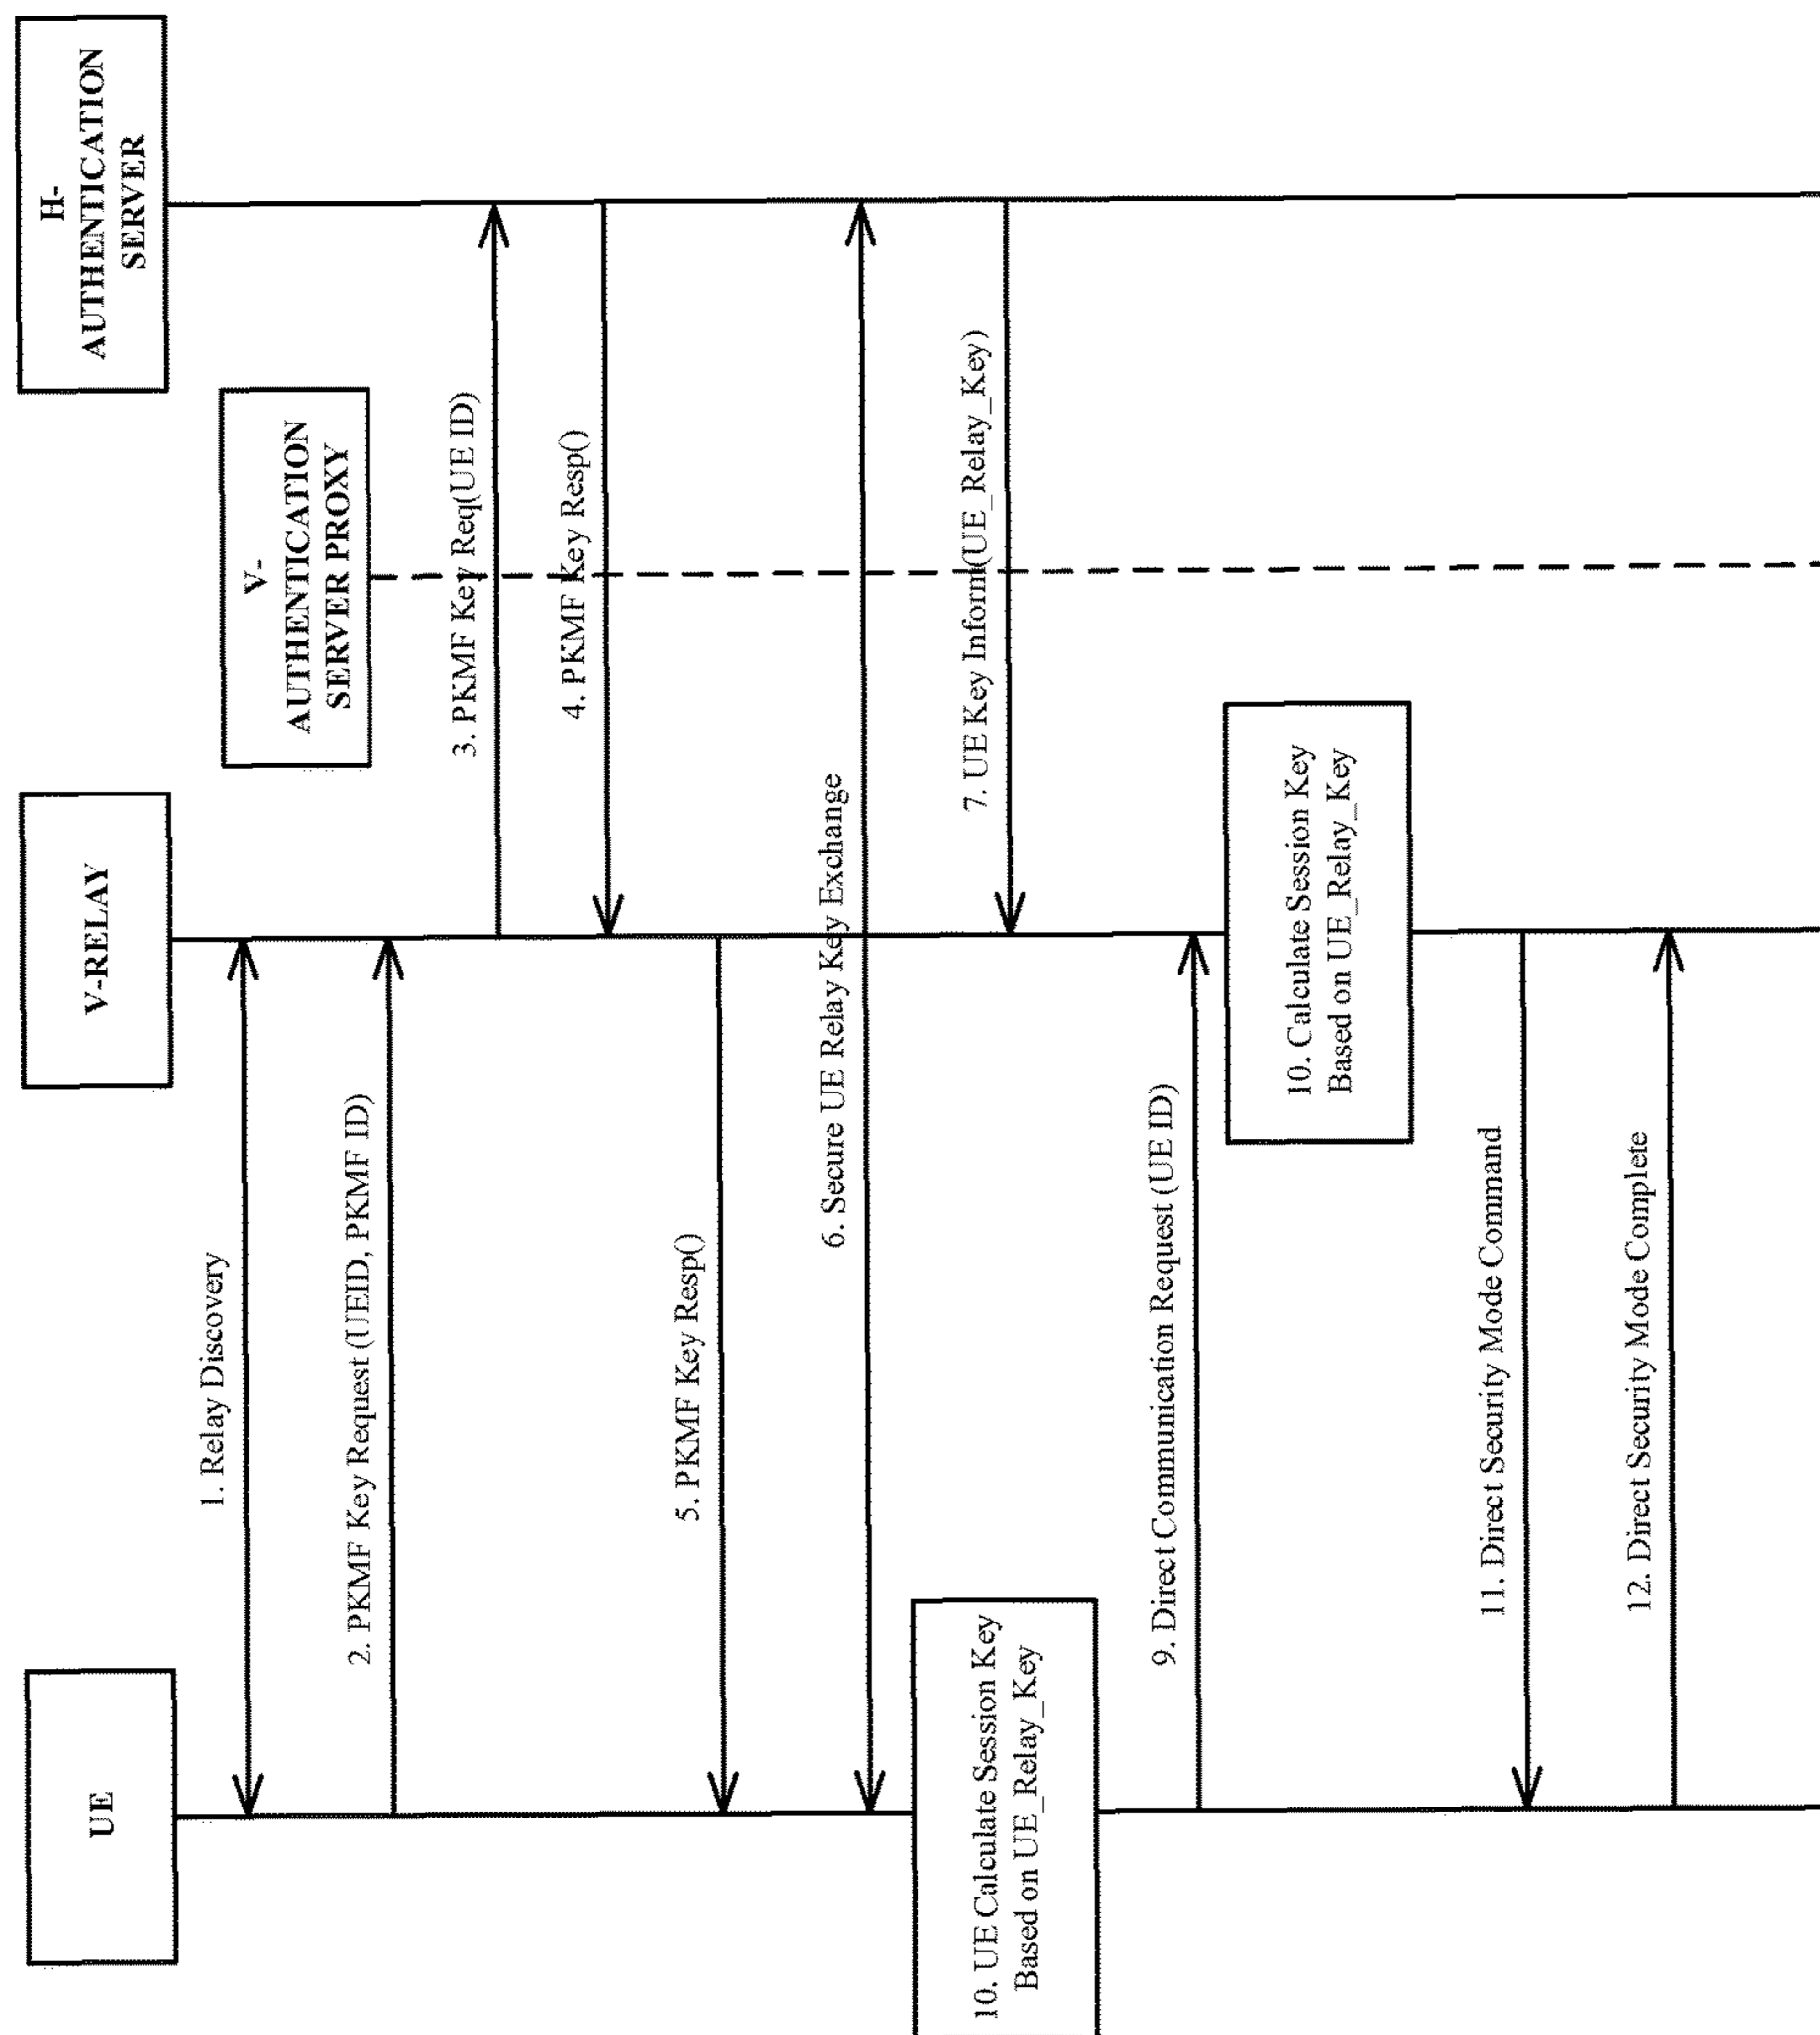 UE
V-RELAY
V-
AUTHENTICATION
SERVER PROXY
H-
AUTHENTICATION
SERVER
1. Relay Discovery
2. PKMF Key Request (UEID, PKMF ID)
3. PKMF Key Req(UE ID)
4. PKMF Key Resp()
5. PKMF Key Resp()
6. Secure UE Relay Key Exchange
7. UE Key Inform(UE_Relay_Key)
10. UE Calculate Session Key
Based on UE_Relay_Key
9. Direct Communication Request (UE ID)
10. Calculate Session Key
Based on UE_Relay_Key
11. Direct Security Mode Command
12. Direct Security Mode Complete